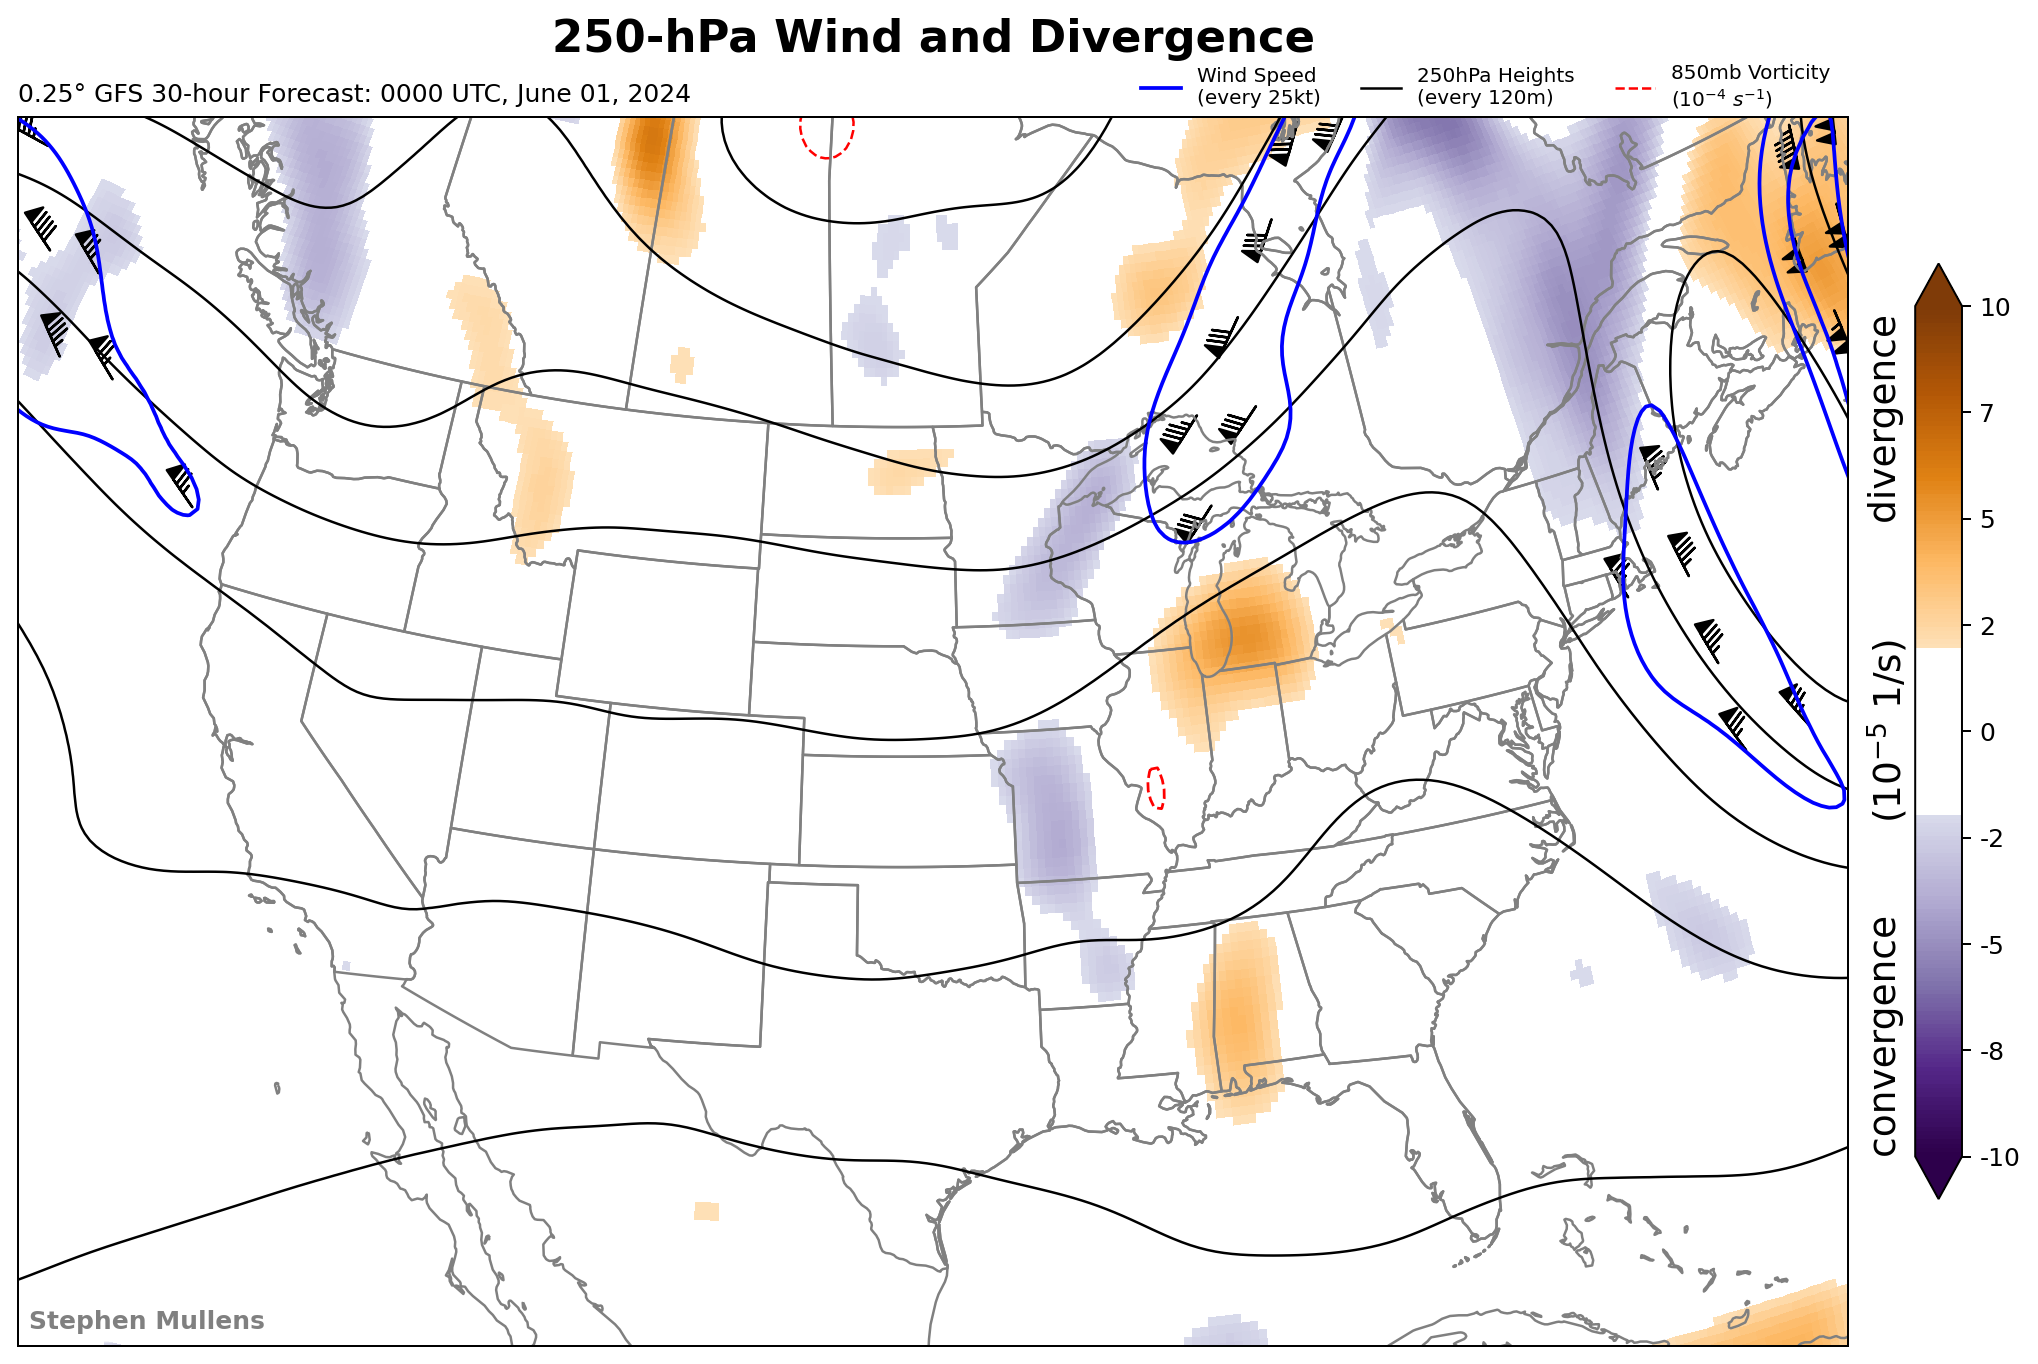 250-hPa Wind and Divergence
0.25° GFS 30-hour Forecast: 0000 UTC, June 01, 2024
Wind Speed
(every 25kt)
250hPa Heights
(every 120m)
850mb Vorticity
(10⁻⁴ s⁻¹)
10
7
5
2
0
-2
-5
-8
-10
convergence (10⁻⁵ 1/s) divergence
Stephen Mullens